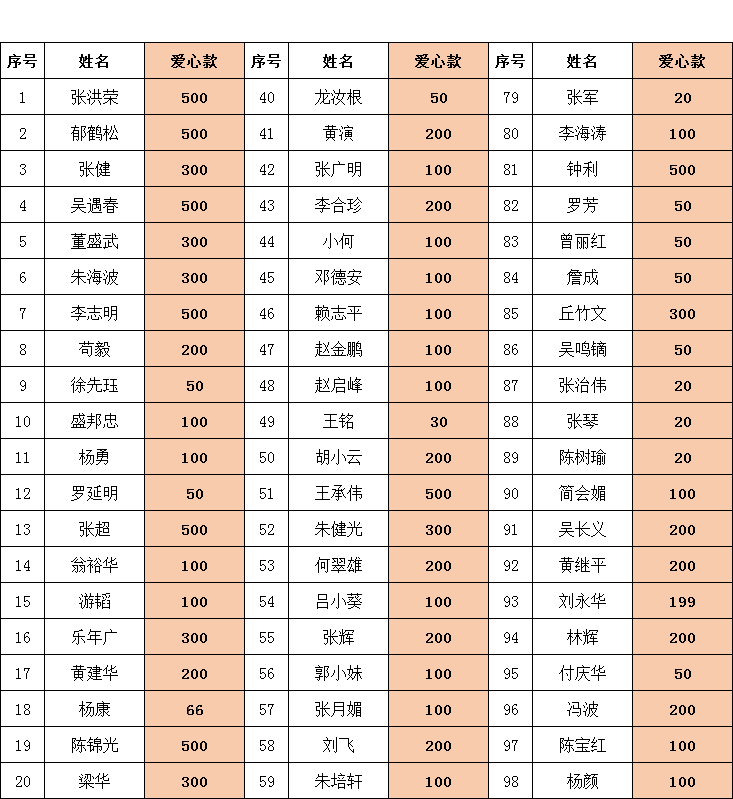 序号 姓名 爱心款 序号 姓名 爱心款 序号 姓名 爱心款
1 张洪荣 500 40 龙汝根 50 79 张军 20
2 郁鹤松 500 41 黄演 200 80 李海涛 100
3 张健 300 42 张广明 100 81 钟利 500
4 吴遇春 500 43 李合珍 200 82 罗芳 50
5 董盛武 300 44 小何 100 83 曾丽红 50
6 朱海波 300 45 邓德安 100 84 詹成 50
7 李志明 500 46 赖志平 100 85 丘竹文 300
8 苟毅 200 47 赵金鹏 100 86 吴鸣镝 50
9 徐先珏 50 48 赵启峰 100 87 张治伟 20
10 盛邦忠 100 49 王铭 30 88 张琴 20
11 杨勇 100 50 胡小云 200 89 陈树瑜 20
12 罗延明 50 51 王承伟 500 90 简会媚 100
13 张超 500 52 朱健光 300 91 吴长义 200
14 翁裕华 100 53 何翠雄 200 92 黄继平 200
15 游韬 100 54 吕小葵 100 93 刘永华 199
16 乐年广 300 55 张辉 200 94 林辉 200
17 黄建华 200 56 郭小妹 100 95 付庆华 50
18 杨康 66 57 张月媚 100 96 冯波 200
19 陈锦光 500 58 刘飞 200 97 陈宝红 100
20 梁华 300 59 朱培轩 100 98 杨颜 100